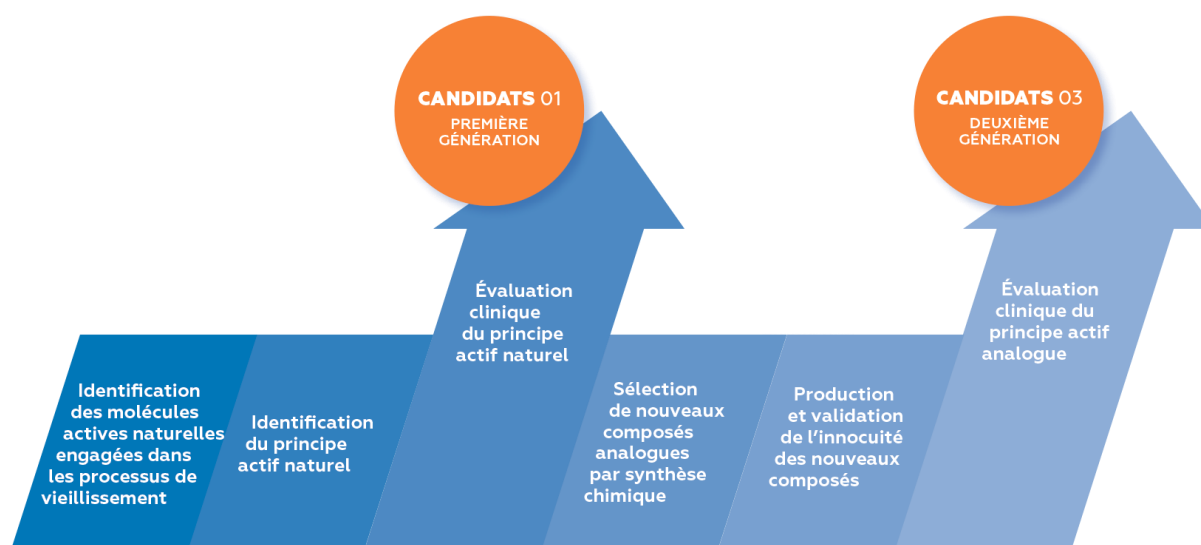 CANDIDATS 01
PREMIÈRE
GÉNÉRATION
CANDIDATS 03
DEUXIÈME
GÉNÉRATION
Identification
des molécules
actives naturelles
engagées dans
les processus de
vieillissement
Identification
du principe
actif naturel
Évaluation
clinique
du principe
actif naturel
Sélection
de nouveaux
composés
analogues
par synthèse
chimique
Production
et validation
de l’innocuité
des nouveaux
composés
Évaluation
clinique du
principe actif
analogue